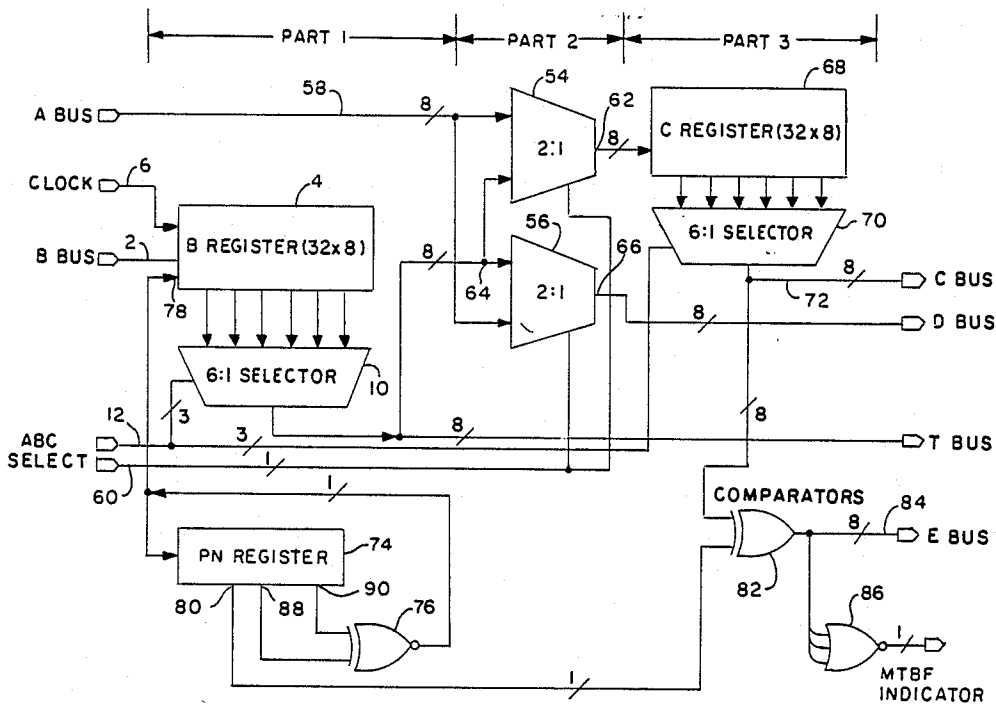 PART 1
PART 2
PART 3
58
54
68
A BUS
8
62
8
2:1
C REGISTER (32 x 8)
CLOCK
6
4
56
70
B REGISTER (32 x 8)
6:1 SELECTOR
B BUS
2
8
66
64
2:1
8
C BUS
78
72
8
D BUS
6:1 SELECTOR
10
3
8
12
3
8
T BUS
ABC
SELECT
1
60
1
COMPARATORS
84
8
E BUS
PN REGISTER
74
90
82
80
88
76
86
1
1
MTBF
INDICATOR